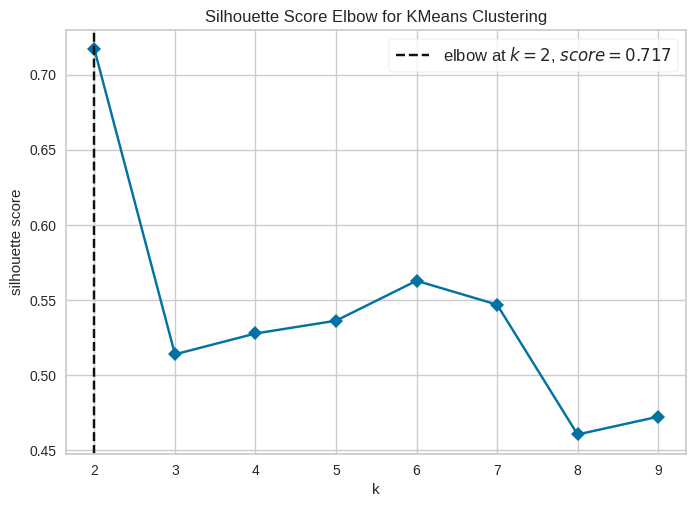 Silhouette Score Elbow for KMeans Clustering
elbow at k = 2, score = 0.717
0.70
0.65
0.60
0.55
0.50
0.45
silhouette score
2 3 4 5 6 7 8 9
k